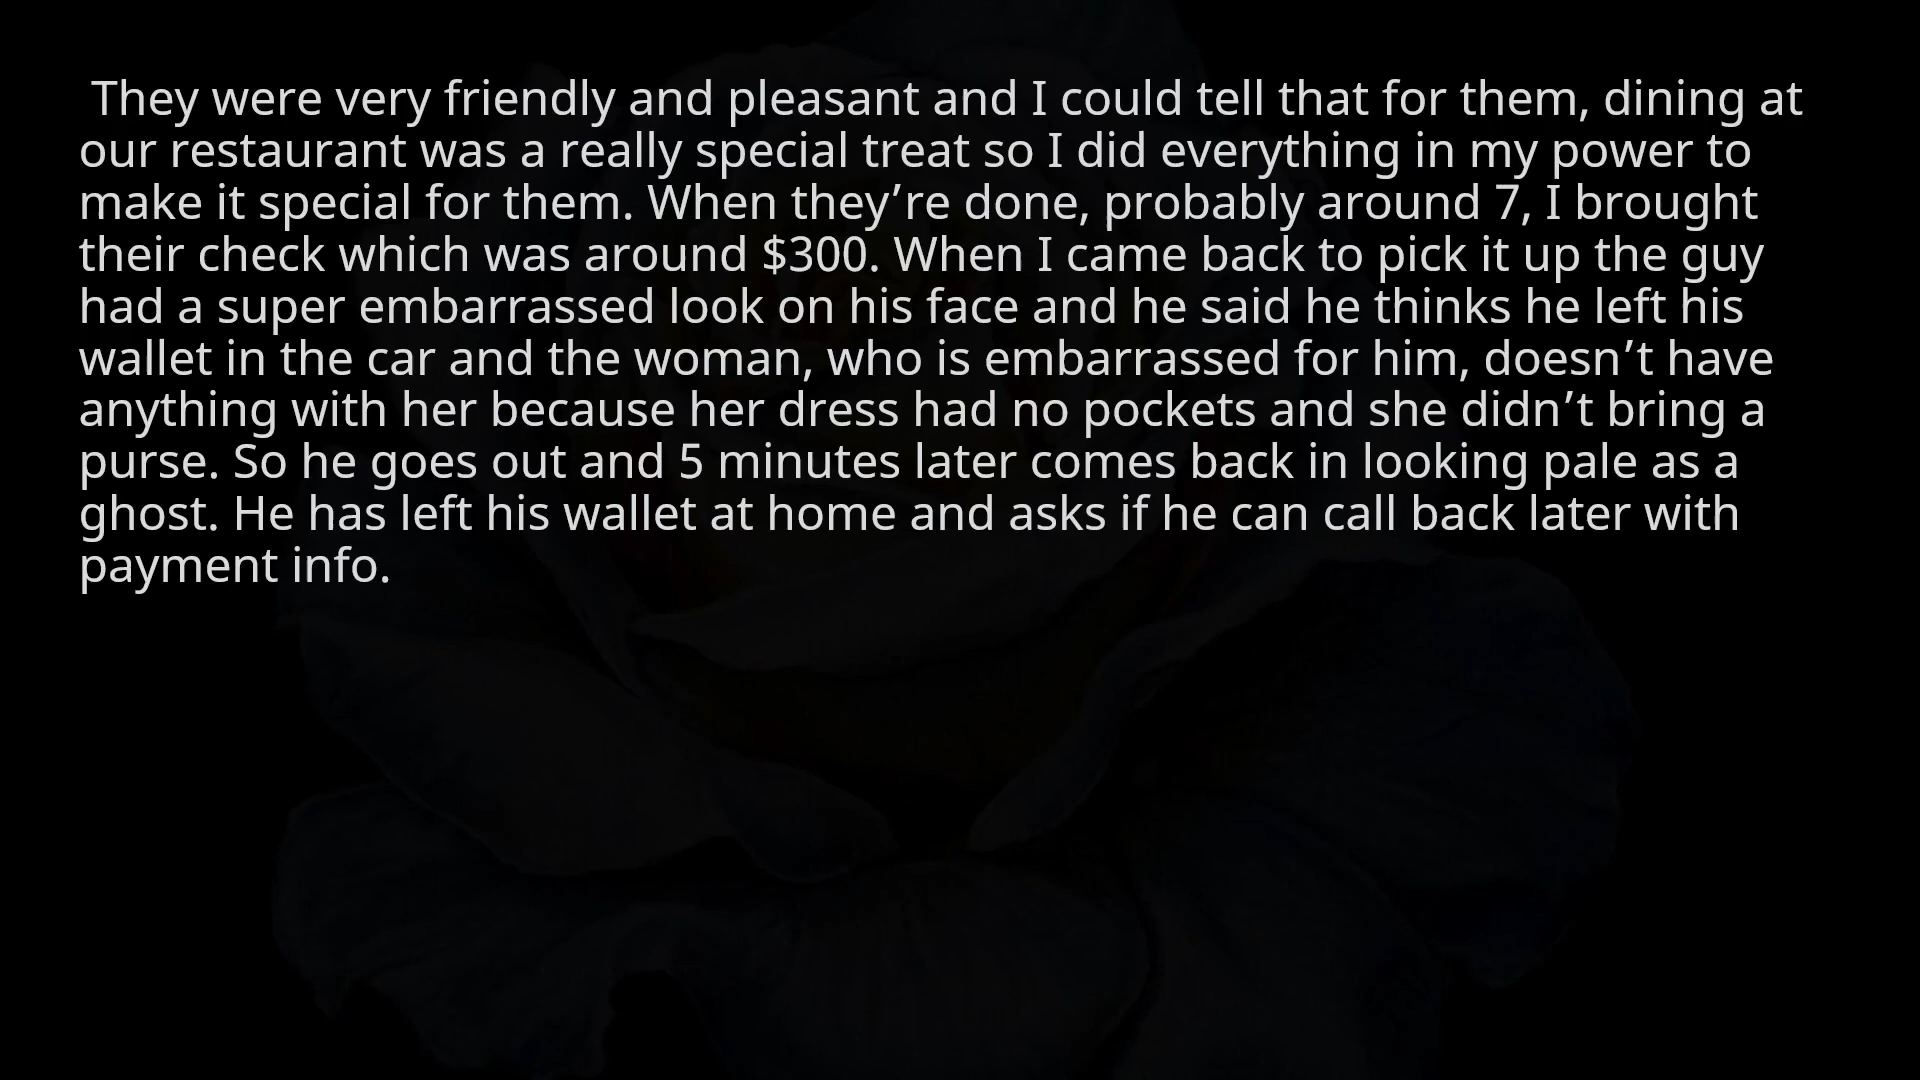 They were very friendly and pleasant and I could tell that for them, dining at
our restaurant was a really special treat so I did everything in my power to
make it special for them. When they’re done, probably around 7, I brought
their check which was around $300. When I came back to pick it up the guy
had a super embarrassed look on his face and he said he thinks he left his
wallet in the car and the woman, who is embarrassed for him, doesn’t have
anything with her because her dress had no pockets and she didn’t bring a
purse. So he goes out and 5 minutes later comes back in looking pale as a
ghost. He has left his wallet at home and asks if he can call back later with
payment info.